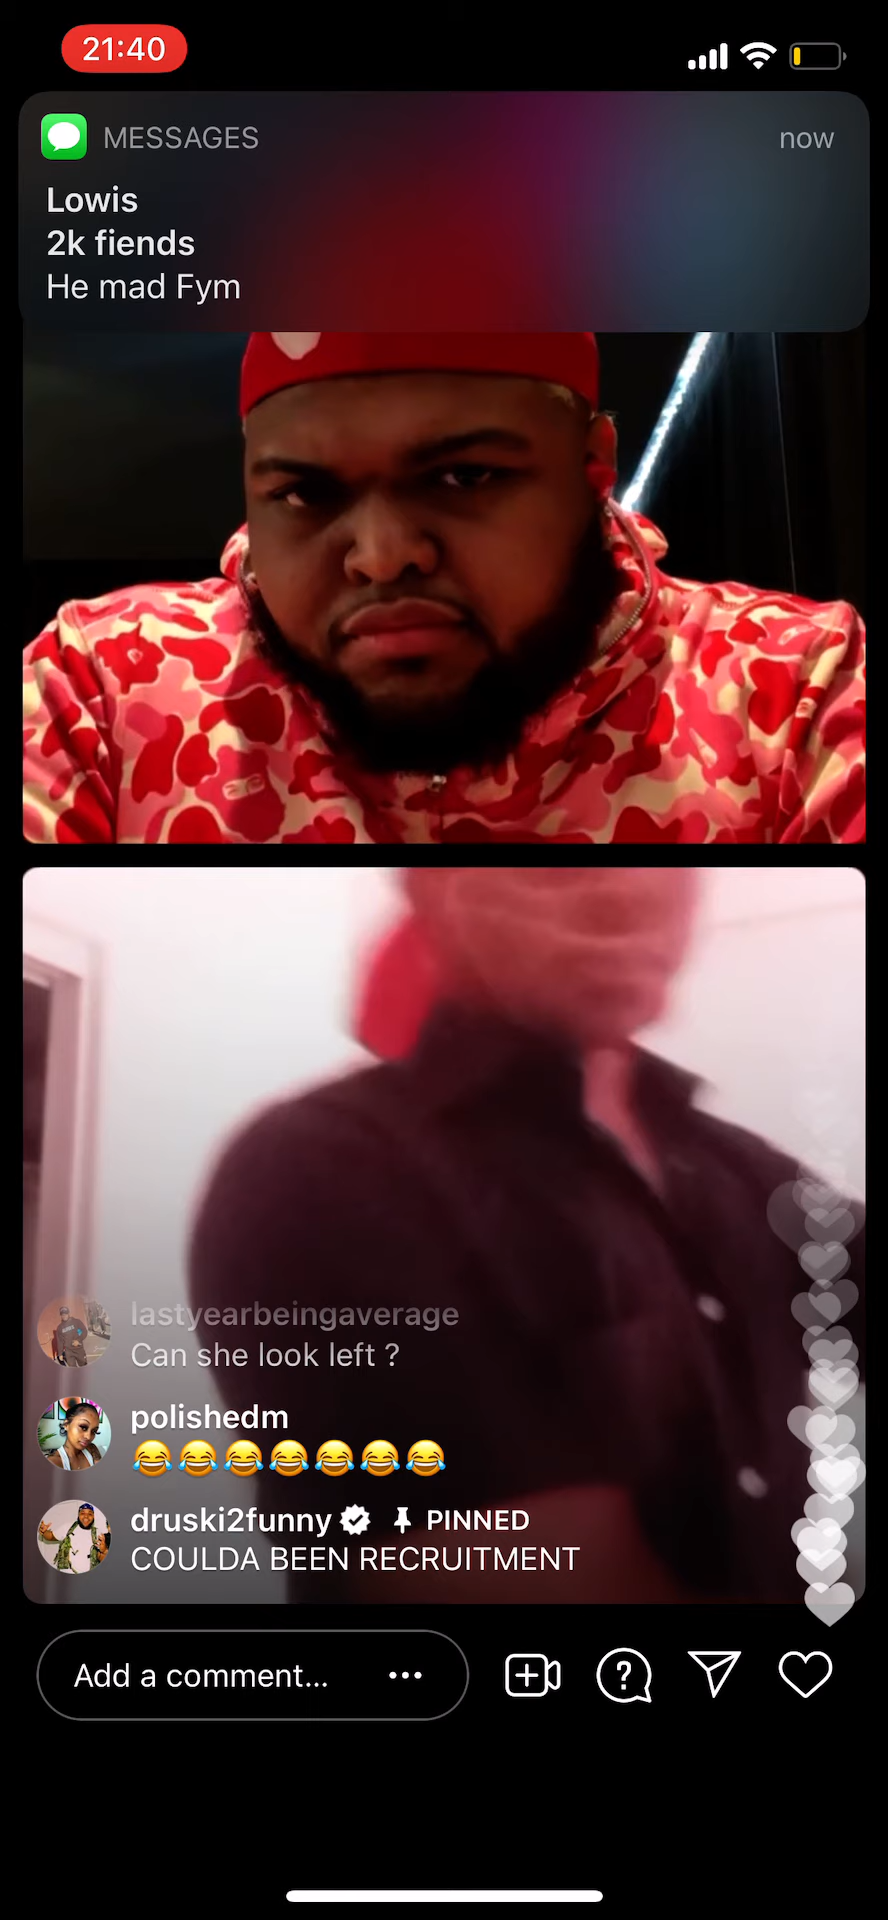 21:40
MESSAGES
now
Lowis
2k fiends
He mad Fym
lastyearbeingaverage
Can she look left ?
polishedm
😂😂😂😂😂😂😂
druski2funny PINNED
COULDA BEEN RECRUITMENT
Add a comment...